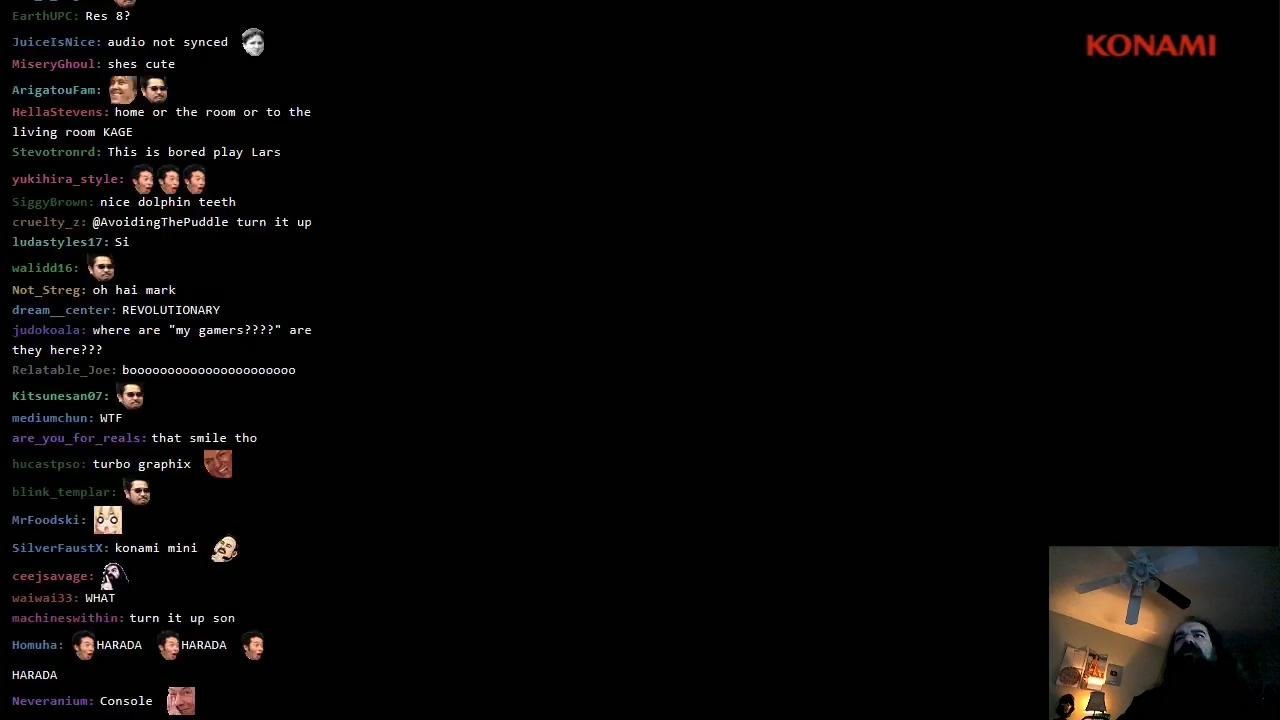 EarthUPC: Res 8?
JuiceIsNice: audio not synced
MiseryGhoul: shes cute
ArigatouFam:
HellaStevens: home or the room or to the
living room KAGE
Stevotronrd: This is bored play Lars
yukihira_style:
SiggyBrown: nice dolphin teeth
cruelty_z: @AvoidingThePuddle turn it up
ludastyles17: Si
walidd16:
Not_Streg: oh hai mark
dream__center: REVOLUTIONARY
judokoala: where are "my gamers????" are
they here???
Relatable_Joe: booooooooooooooooooooooo
Kitsunesan07:
mediumchun: WTF
are_you_for_reals: that smile tho
hucastpso: turbo graphix
blink_templar:
MrFoodski:
SilverFaustX: konami mini
ceejsavage:
waiwai33: WHAT
machineswithin: turn it up son
Homuha: HARADA HARADA
HARADA
Neveranium: Console
KONAMI